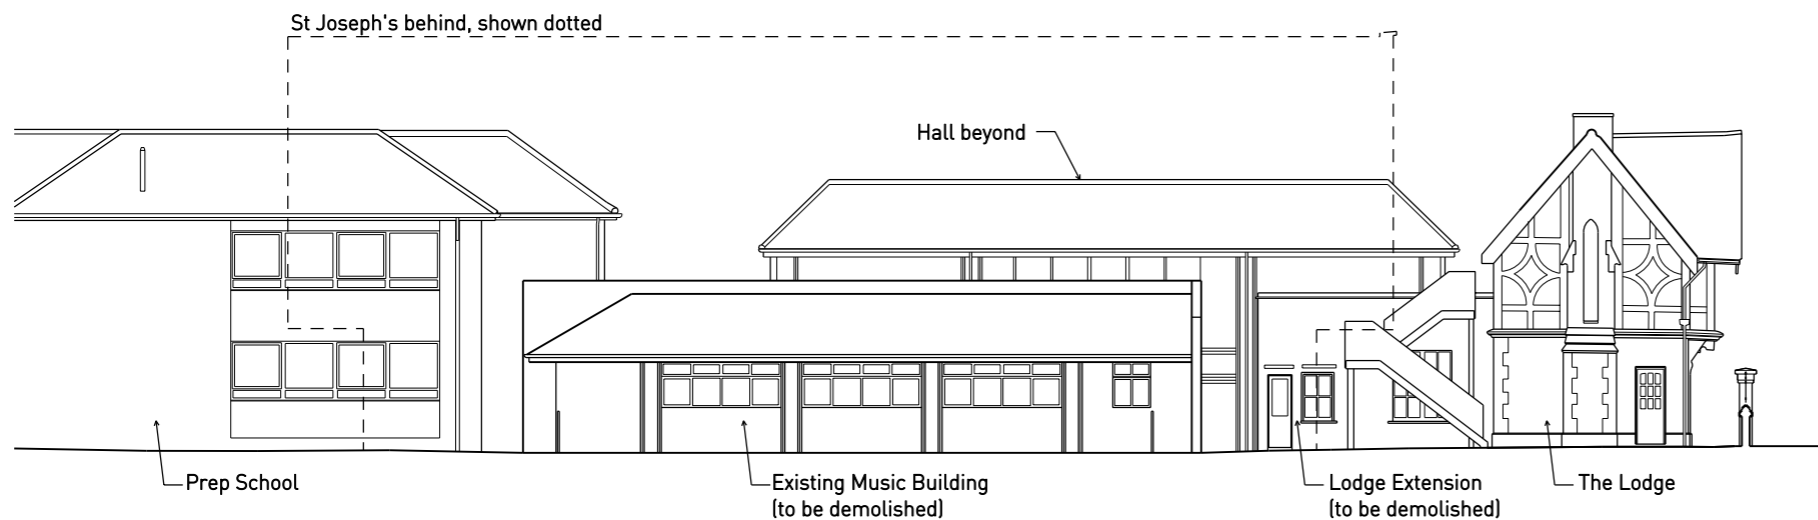 St Joseph's behind, shown dotted
Hall beyond
Prep School
Existing Music Building
(to be demolished)
Lodge Extension
(to be demolished)
The Lodge